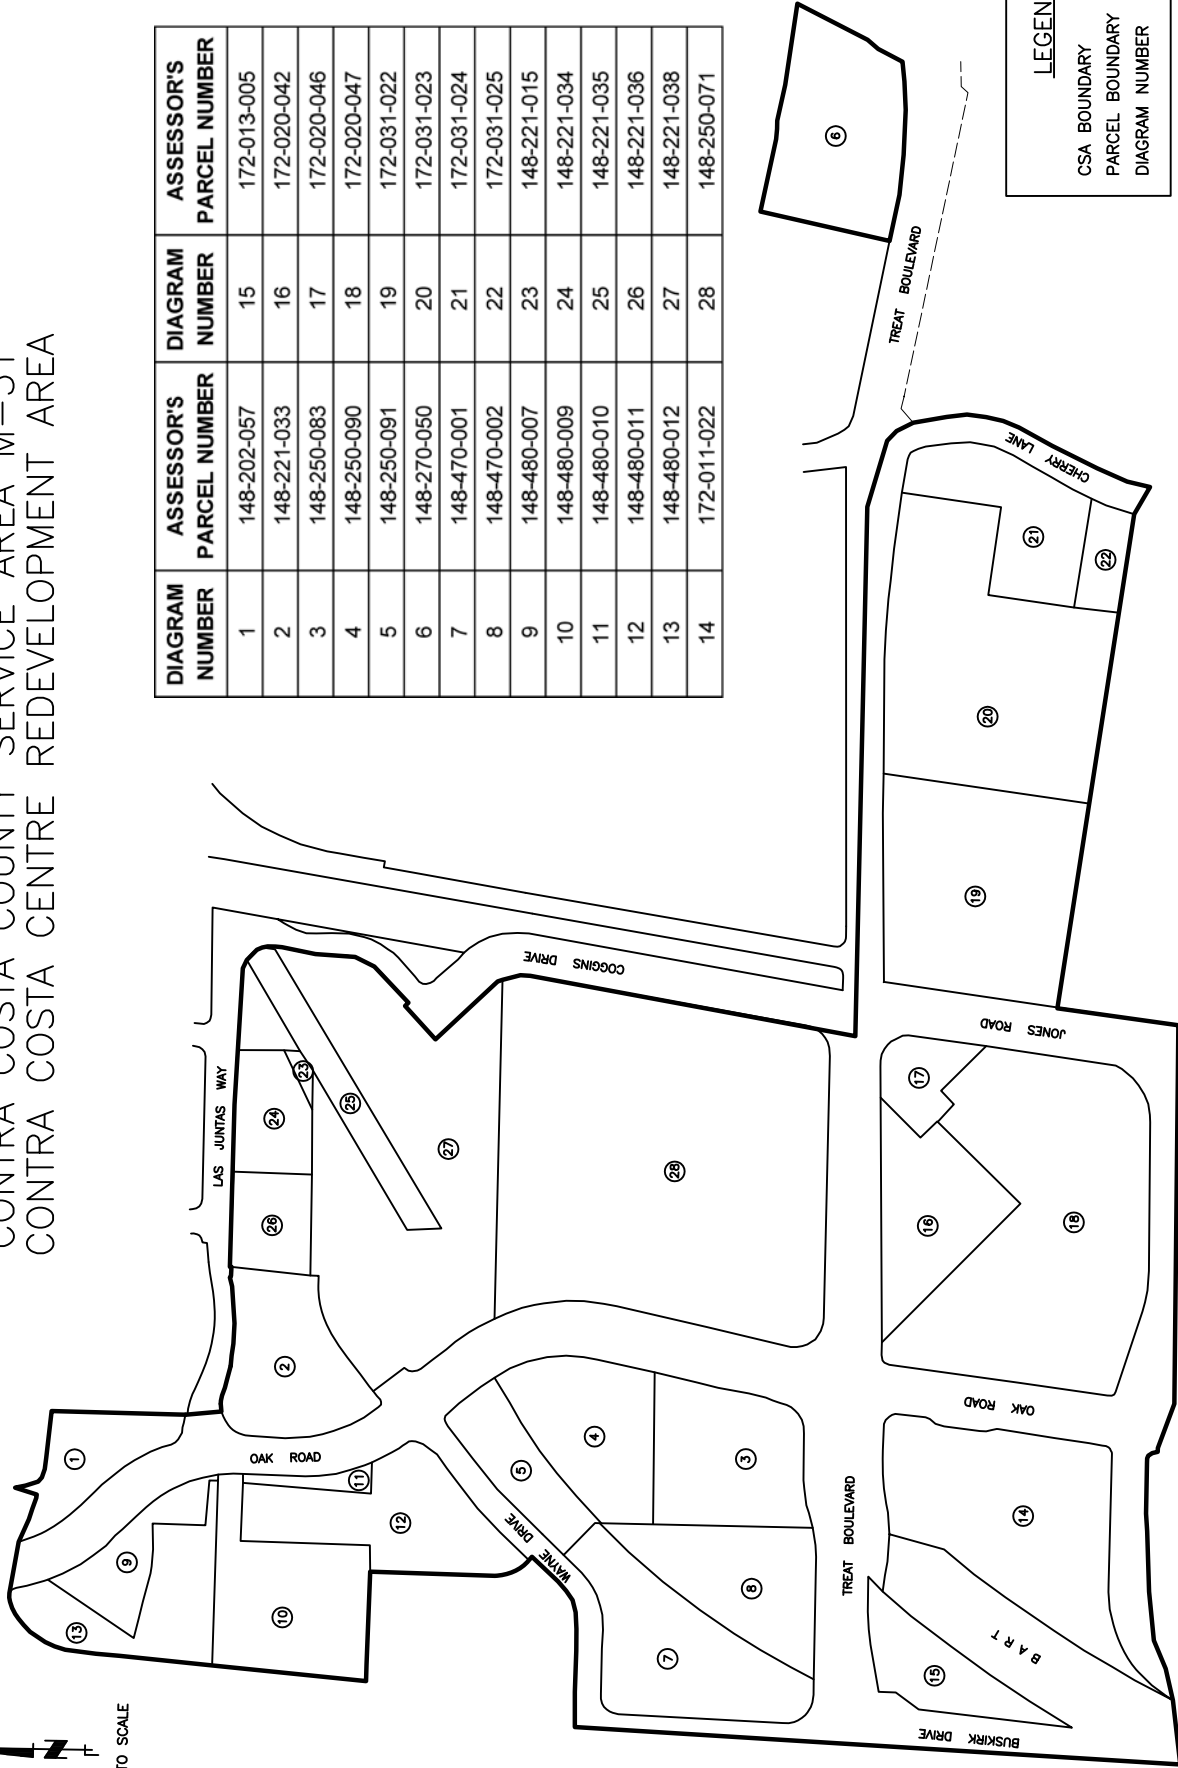 CONTRA COSTA COUNTY SERVICE AREA M-31
CONTRA COSTA CENTRE REDEVELOPMENT AREA
DIAGRAM NUMBER ASSESSOR'S PARCEL NUMBER DIAGRAM NUMBER ASSESSOR'S PARCEL NUMBER
1 148-202-057 15 172-013-005
2 148-221-033 16 172-020-042
3 148-250-083 17 172-020-046
4 148-250-090 18 172-020-047
5 148-250-091 19 172-031-022
6 148-270-050 20 172-031-023
7 148-470-001 21 172-031-024
8 148-470-002 22 172-031-025
9 148-480-007 23 148-221-015
10 148-480-009 24 148-221-034
11 148-480-010 25 148-221-035
12 148-480-011 26 148-221-036
13 148-480-012 27 148-221-038
14 172-011-022 28 148-250-071
TO SCALE
13
9
1
10
12
11
OAK ROAD
2
26
24
23
25
27
LAS JUNTAS WAY
COGGINS DRIVE
WAYNE DRIVE
5
4
3
7
8
28
TREAT BOULEVARD
TREAT BOULEVARD
6
CHERRY LANE
15
BART
14
BUSKIRK DRIVE
OAK ROAD
16
17
18
JONES ROAD
19
20
21
22
LEGEN
CSA BOUNDARY
PARCEL BOUNDARY
DIAGRAM NUMBER